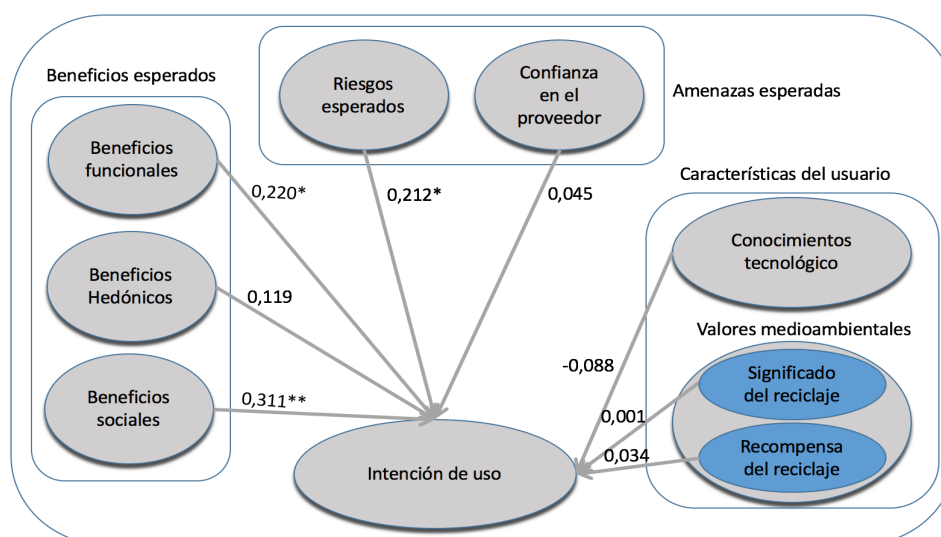 Beneficios esperados
Beneficios
funcionales
Beneficios
Hedónicos
Beneficios
sociales
Riesgos
esperados
Confianza
en el
proveedor
Amenazas esperadas
Características del usuario
Conocimientos
tecnológico
Valores medioambientales
Significado
del reciclaje
Recompensa
del reciclaje
0,220*
0,212*
0,045
0,119
0,311**
-0,088
0,001
0,034
Intención de uso